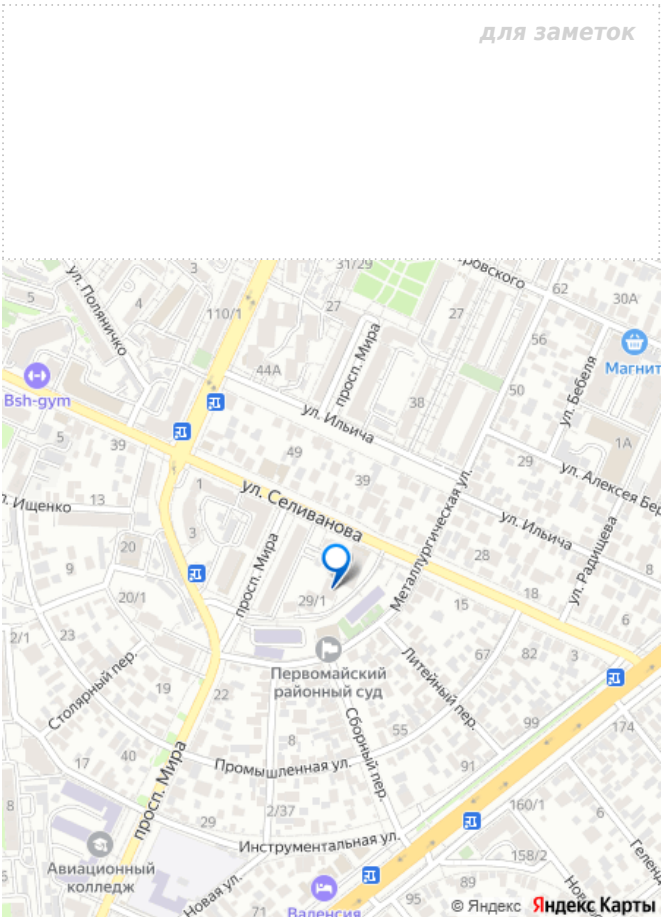 для заметок
ул. Поляничко
5
3
4
110/1
31/29
27
62
30А
27
56
Магнит
Bsh-gym
44А
просп. Мира
38
50
ул. Бебеля
1А
5
39
ул. Ильича
49
39
29
13
1
3
ул. Селиванова
Металлургическая ул.
ул. Ильича
ул. Радищева
28
20
9
20/1
просп. Мира
29/1
15
18
8
6
2/1
23
Столярный пер.
19
22
Первомайский
районный суд
Литейный пер.
67
82
3
17
40
8
Сборный пер.
55
91
99
174
Промышленная ул.
просп. Мира
8
29
2/37
Инструментальная ул.
160/1
6
158/2
Авиационный
колледж
Новая ул.
71
Валенсия
95
89
© Яндекс Яндекс Карты